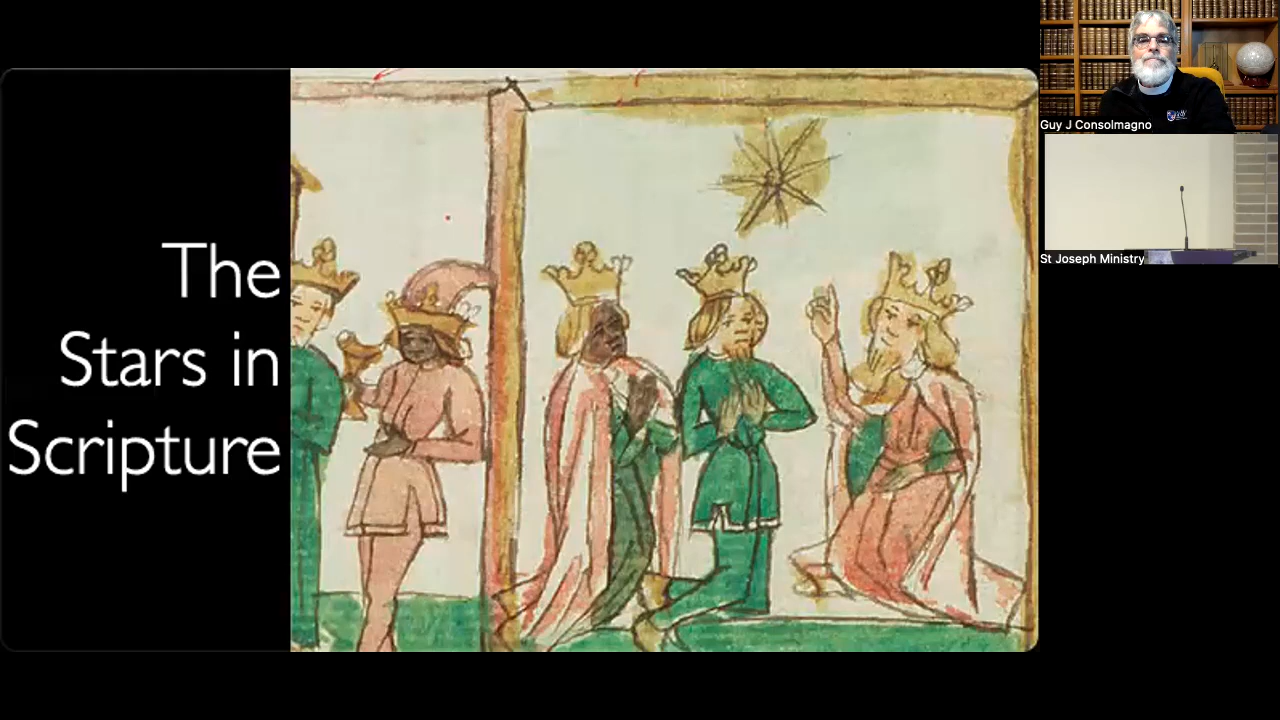 The
Stars in
Scripture
Guy J Consolmagno
St Joseph Ministry